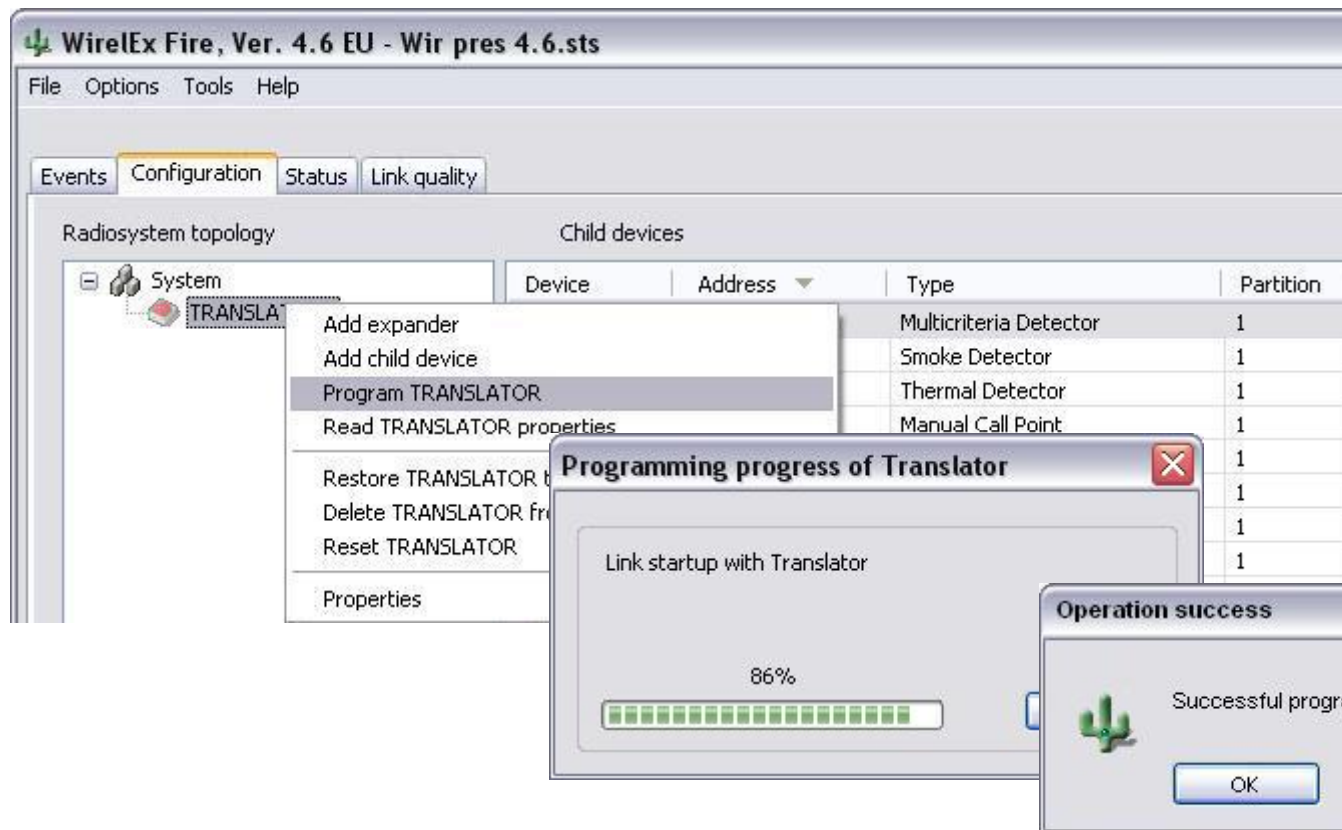 WirelEx Fire, Ver. 4.6 EU - Wir pres 4.6.sts
File Options Tools Help
Events Configuration Status Link quality
Radiosystem topology Child devices
System
TRANSLA
Device Address Type Partition
Multicriteria Detector 1
Smoke Detector 1
Thermal Detector 1
Manual Call Point 1
1
1
1
1
Add expander
Add child device
Program TRANSLATOR
Read TRANSLATOR properties
Restore TRANSLATOR
Delete TRANSLATOR
Reset TRANSLATOR
Properties
Programming progress of Translator
Link startup with Translator
86%
Operation success
Successful progr
OK